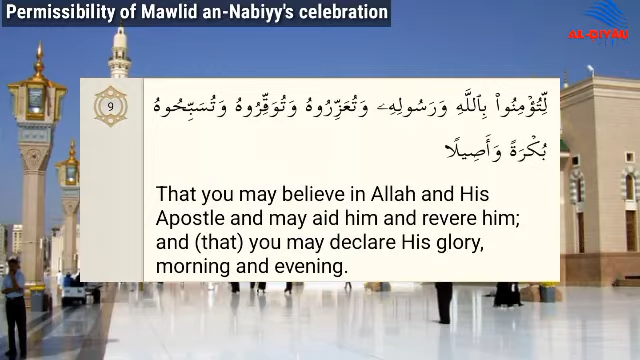 Permissibility of Mawlid an-Nabiyy's celebration
AL-DIYAU
9
لِّتُؤْمِنُوا۟ بِٱللَّهِ وَرَسُولِهِۦ وَتُعَزِّرُوهُ وَتُوَقِّرُوهُ وَتُسَبِّحُوهُ
بُكْرَةً وَأَصِيلًا
That you may believe in Allah and His
Apostle and may aid him and revere him;
and (that) you may declare His glory,
morning and evening.